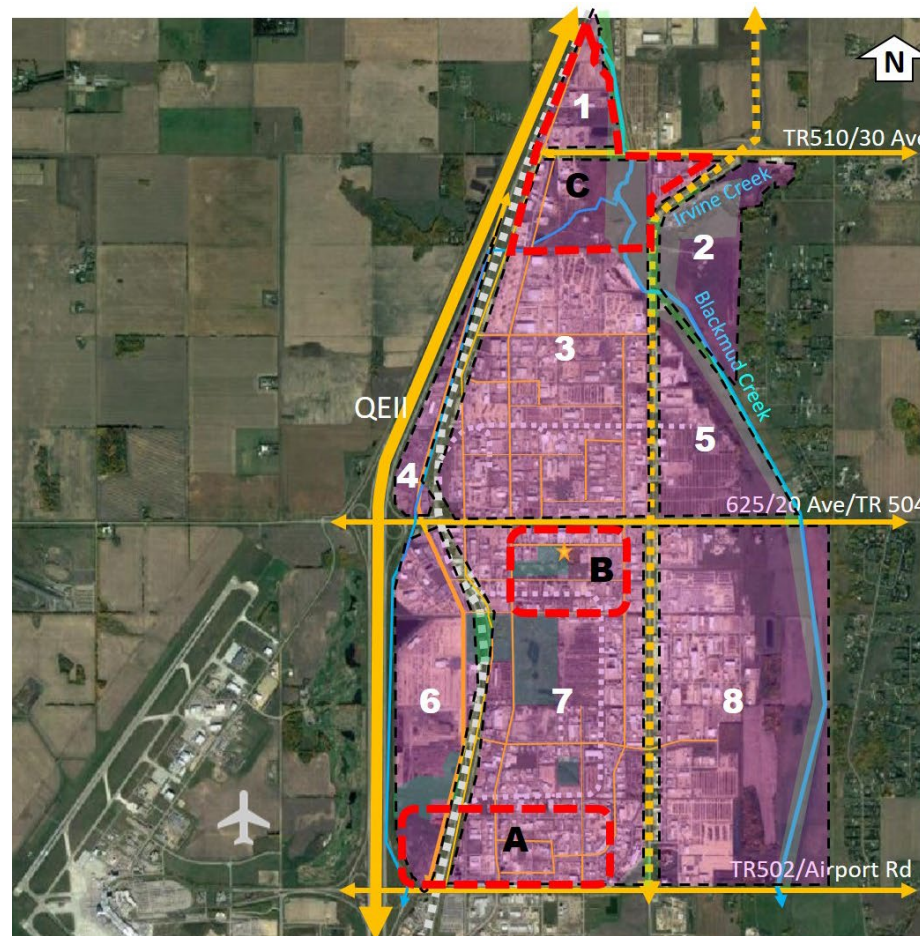 N
1
TR510/30 Ave
C
Irvine Creek
2
3
Blackmud Creek
QEII
5
4
625/20 Ave/TR 504
B
6
7
8
A
TR502/Airport Rd